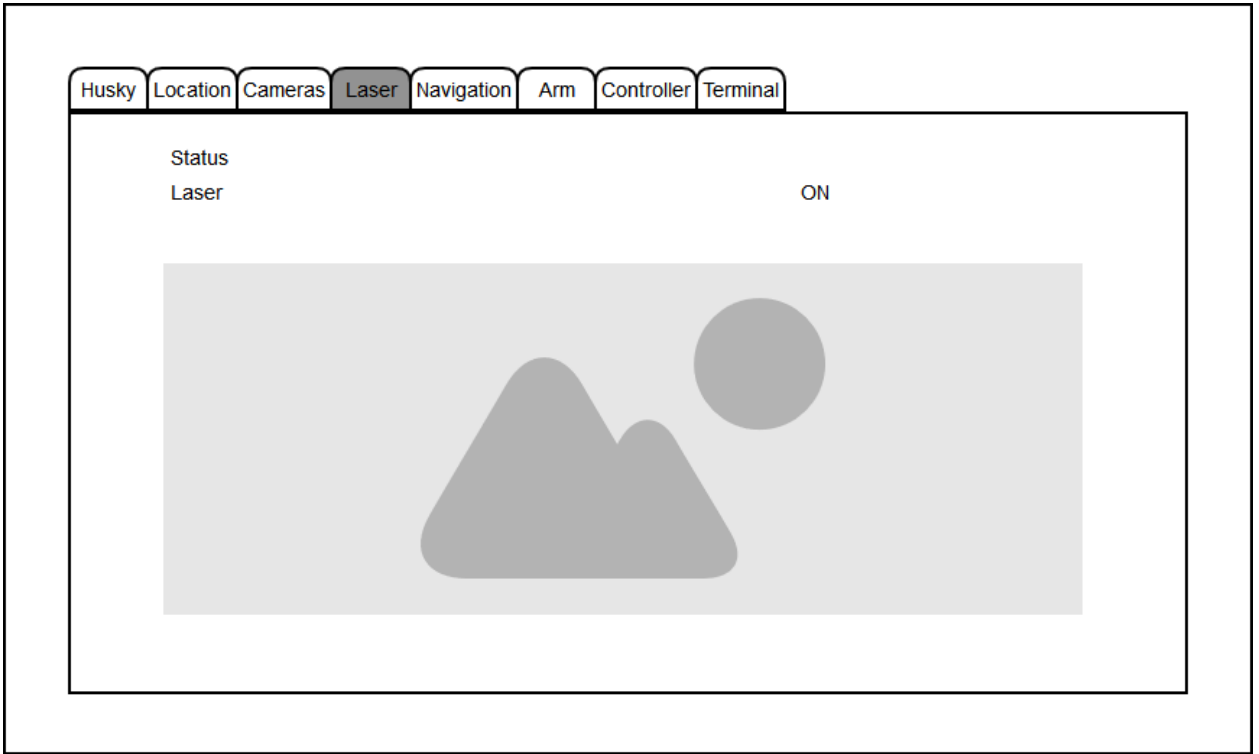 Husky Location Cameras Laser Navigation Arm Controller Terminal
Status
Laser ON